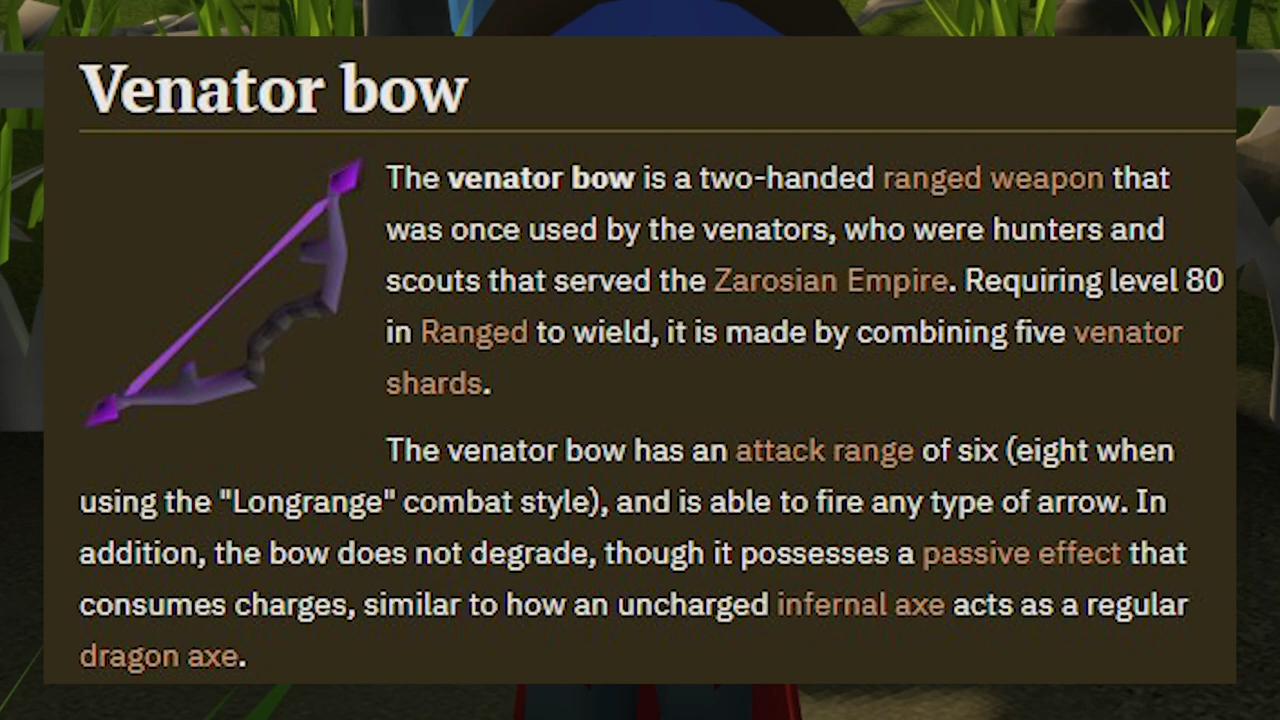 Venator bow
The venator bow is a two-handed ranged weapon that
was once used by the venators, who were hunters and
scouts that served the Zarosian Empire. Requiring level 80
in Ranged to wield, it is made by combining five venator
shards.
The venator bow has an attack range of six (eight when
using the "Longrange" combat style), and is able to fire any type of arrow. In
addition, the bow does not degrade, though it possesses a passive effect that
consumes charges, similar to how an uncharged infernal axe acts as a regular
dragon axe.